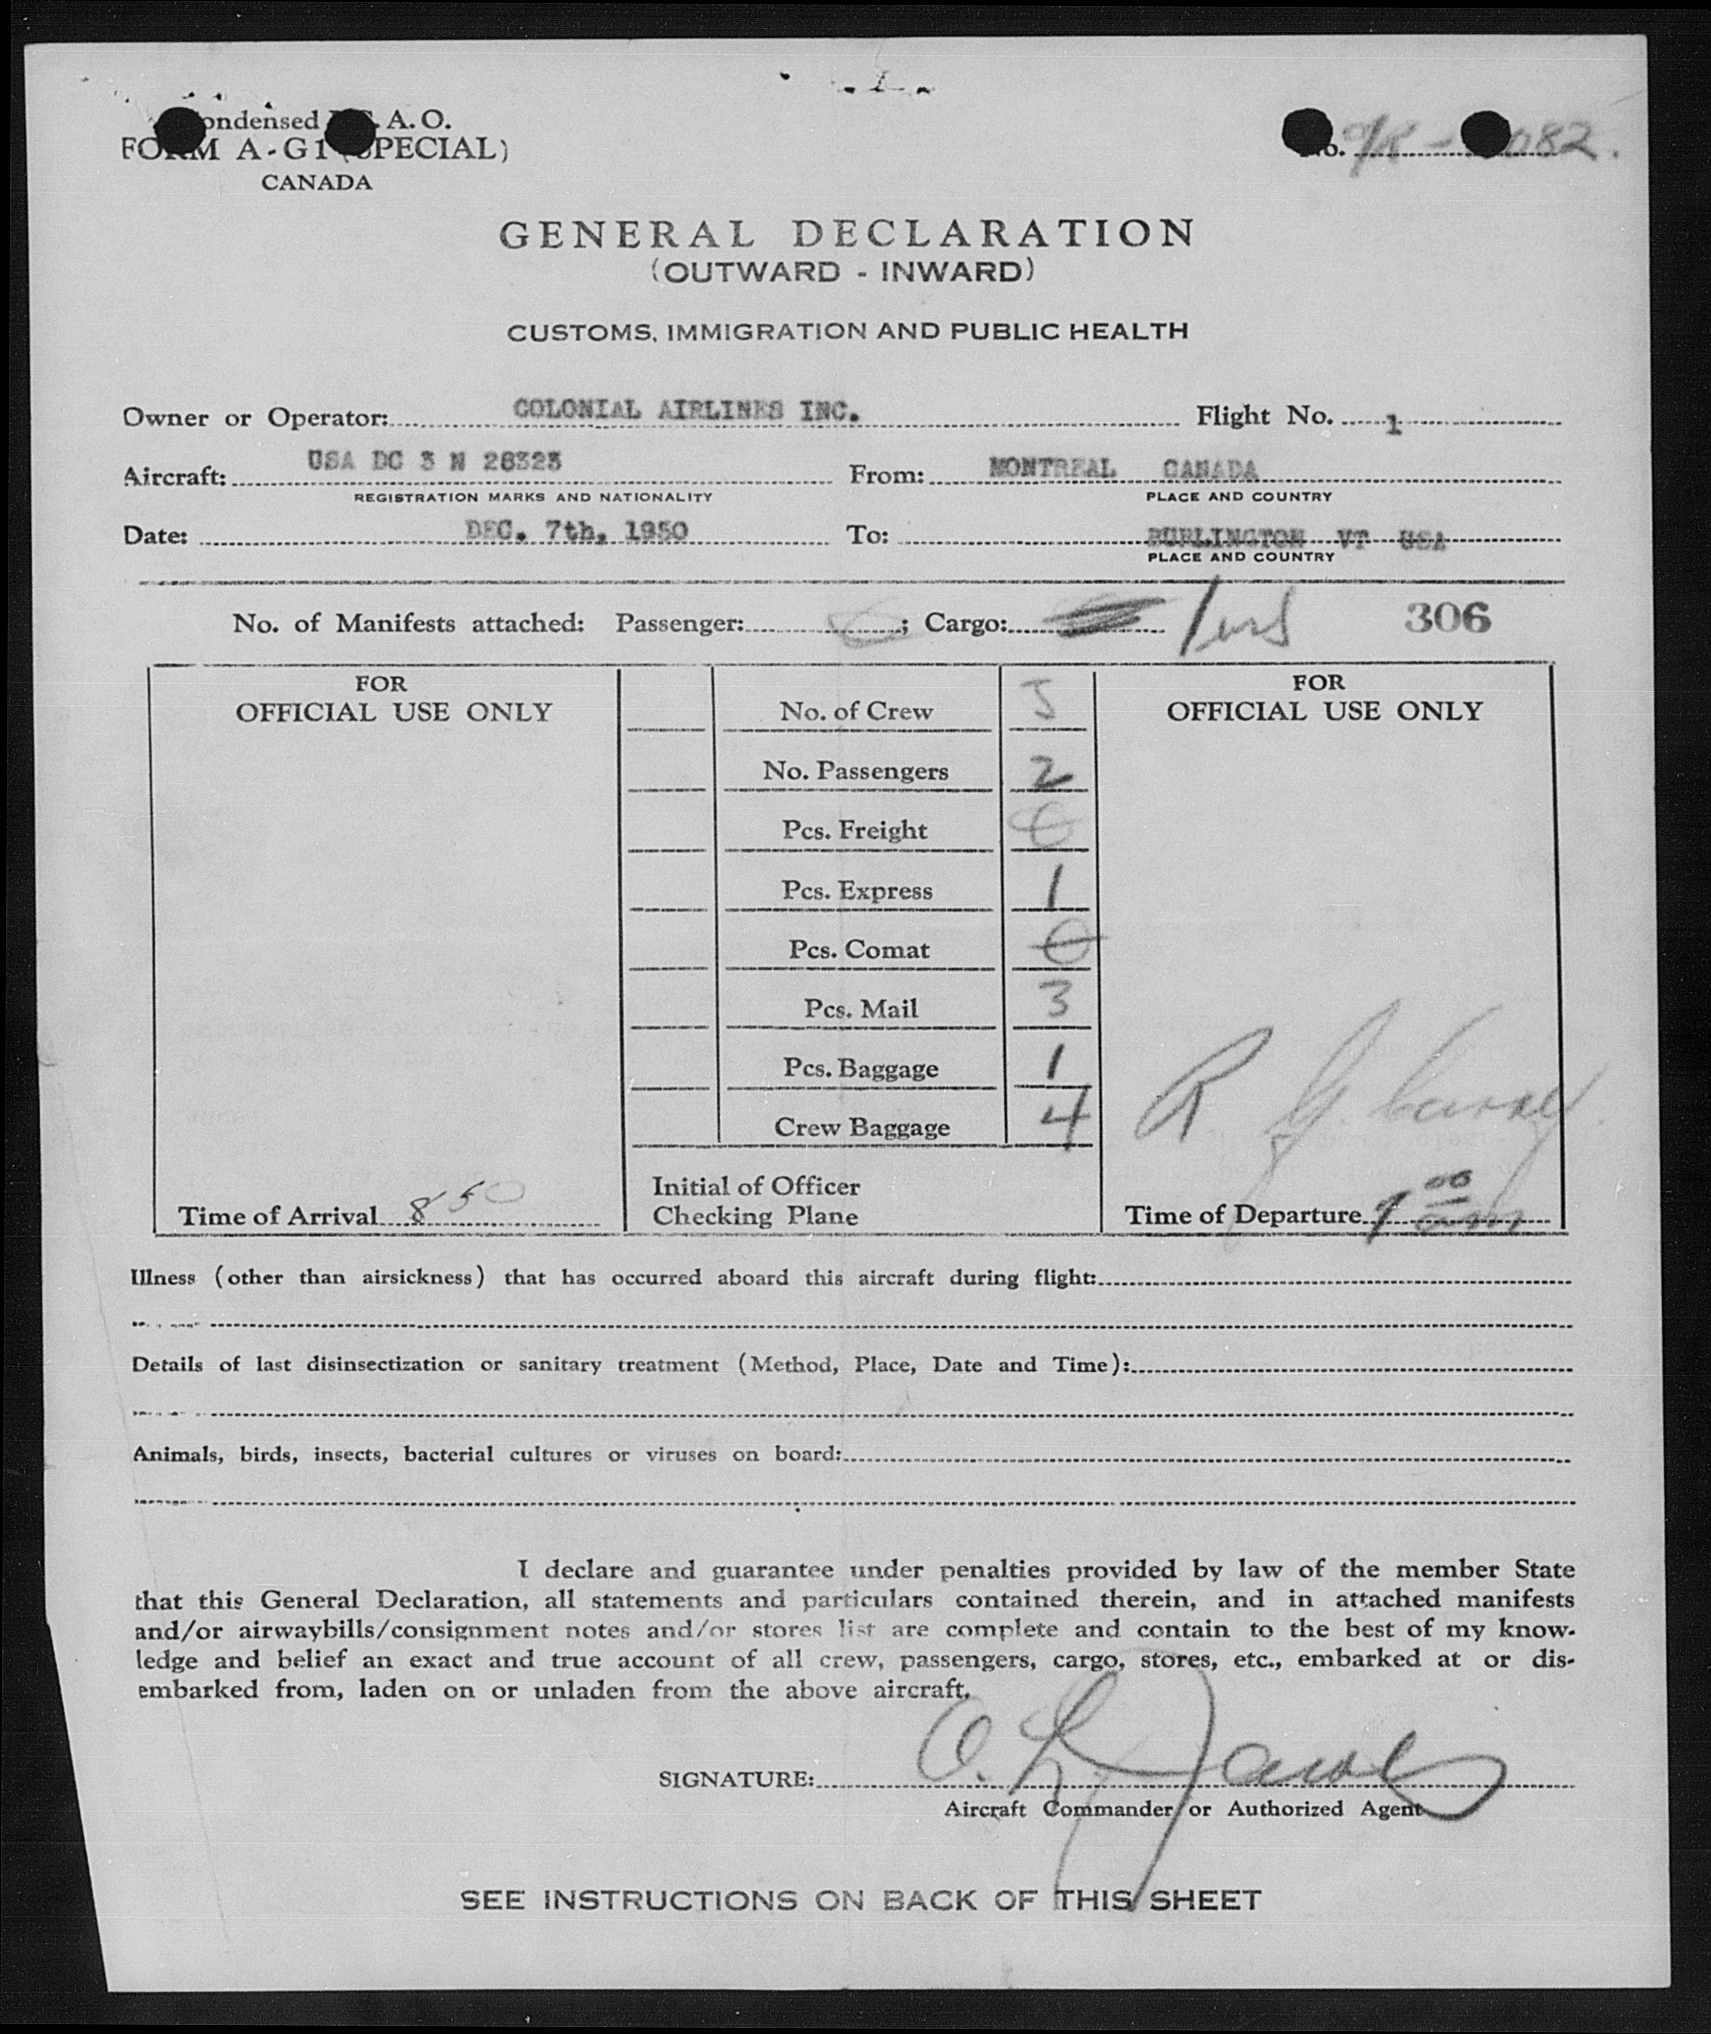 Condensed I.C.A.O.
FORM A-G1 (SPECIAL)
CANADA
No.
GENERAL DECLARATION
(OUTWARD - INWARD)
CUSTOMS, IMMIGRATION AND PUBLIC HEALTH
Owner or Operator: COLONIAL AIRLINES INC. Flight No. 1
Aircraft: USA DC 3 N 28323 From: MONTREAL CANADA
REGISTRATION MARKS AND NATIONALITY PLACE AND COUNTRY
Date: DEC. 7th, 1950 To: BURLINGTON VT USA
PLACE AND COUNTRY
No. of Manifests attached: Passenger: ; Cargo: 306
FOR
OFFICIAL USE ONLY
No. of Crew 3
No. Passengers 2
Pcs. Freight 0
Pcs. Express 1
Pcs. Comat 0
Pcs. Mail 3
Pcs. Baggage 1
Crew Baggage 4
FOR
OFFICIAL USE ONLY
Time of Arrival 8 50
Initial of Officer
Checking Plane
Time of Departure 9 00 am
Illness (other than airsickness) that has occurred aboard this aircraft during flight:
Details of last disinsectization or sanitary treatment (Method, Place, Date and Time):
Animals, birds, insects, bacterial cultures or viruses on board:
I declare and guarantee under penalties provided by law of the member State
that this General Declaration, all statements and particulars contained therein, and in attached manifests
and/or airwaybills/consignment notes and/or stores list are complete and contain to the best of my know-
ledge and belief an exact and true account of all crew, passengers, cargo, stores, etc., embarked at or dis-
embarked from, laden on or unladen from the above aircraft.
SIGNATURE: O. L. Jacobs
Aircraft Commander or Authorized Agent
SEE INSTRUCTIONS ON BACK OF THIS SHEET